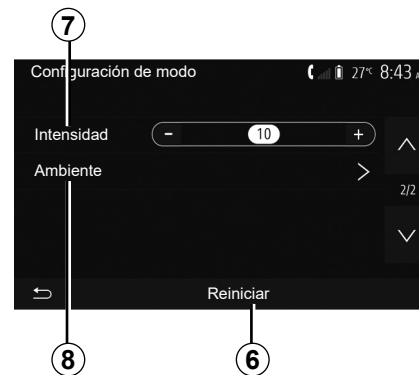 7
Configuración de modo 27°C 8:43
Intensidad - 10 +
Ambiente >
2/2
Reiniciar
8 6